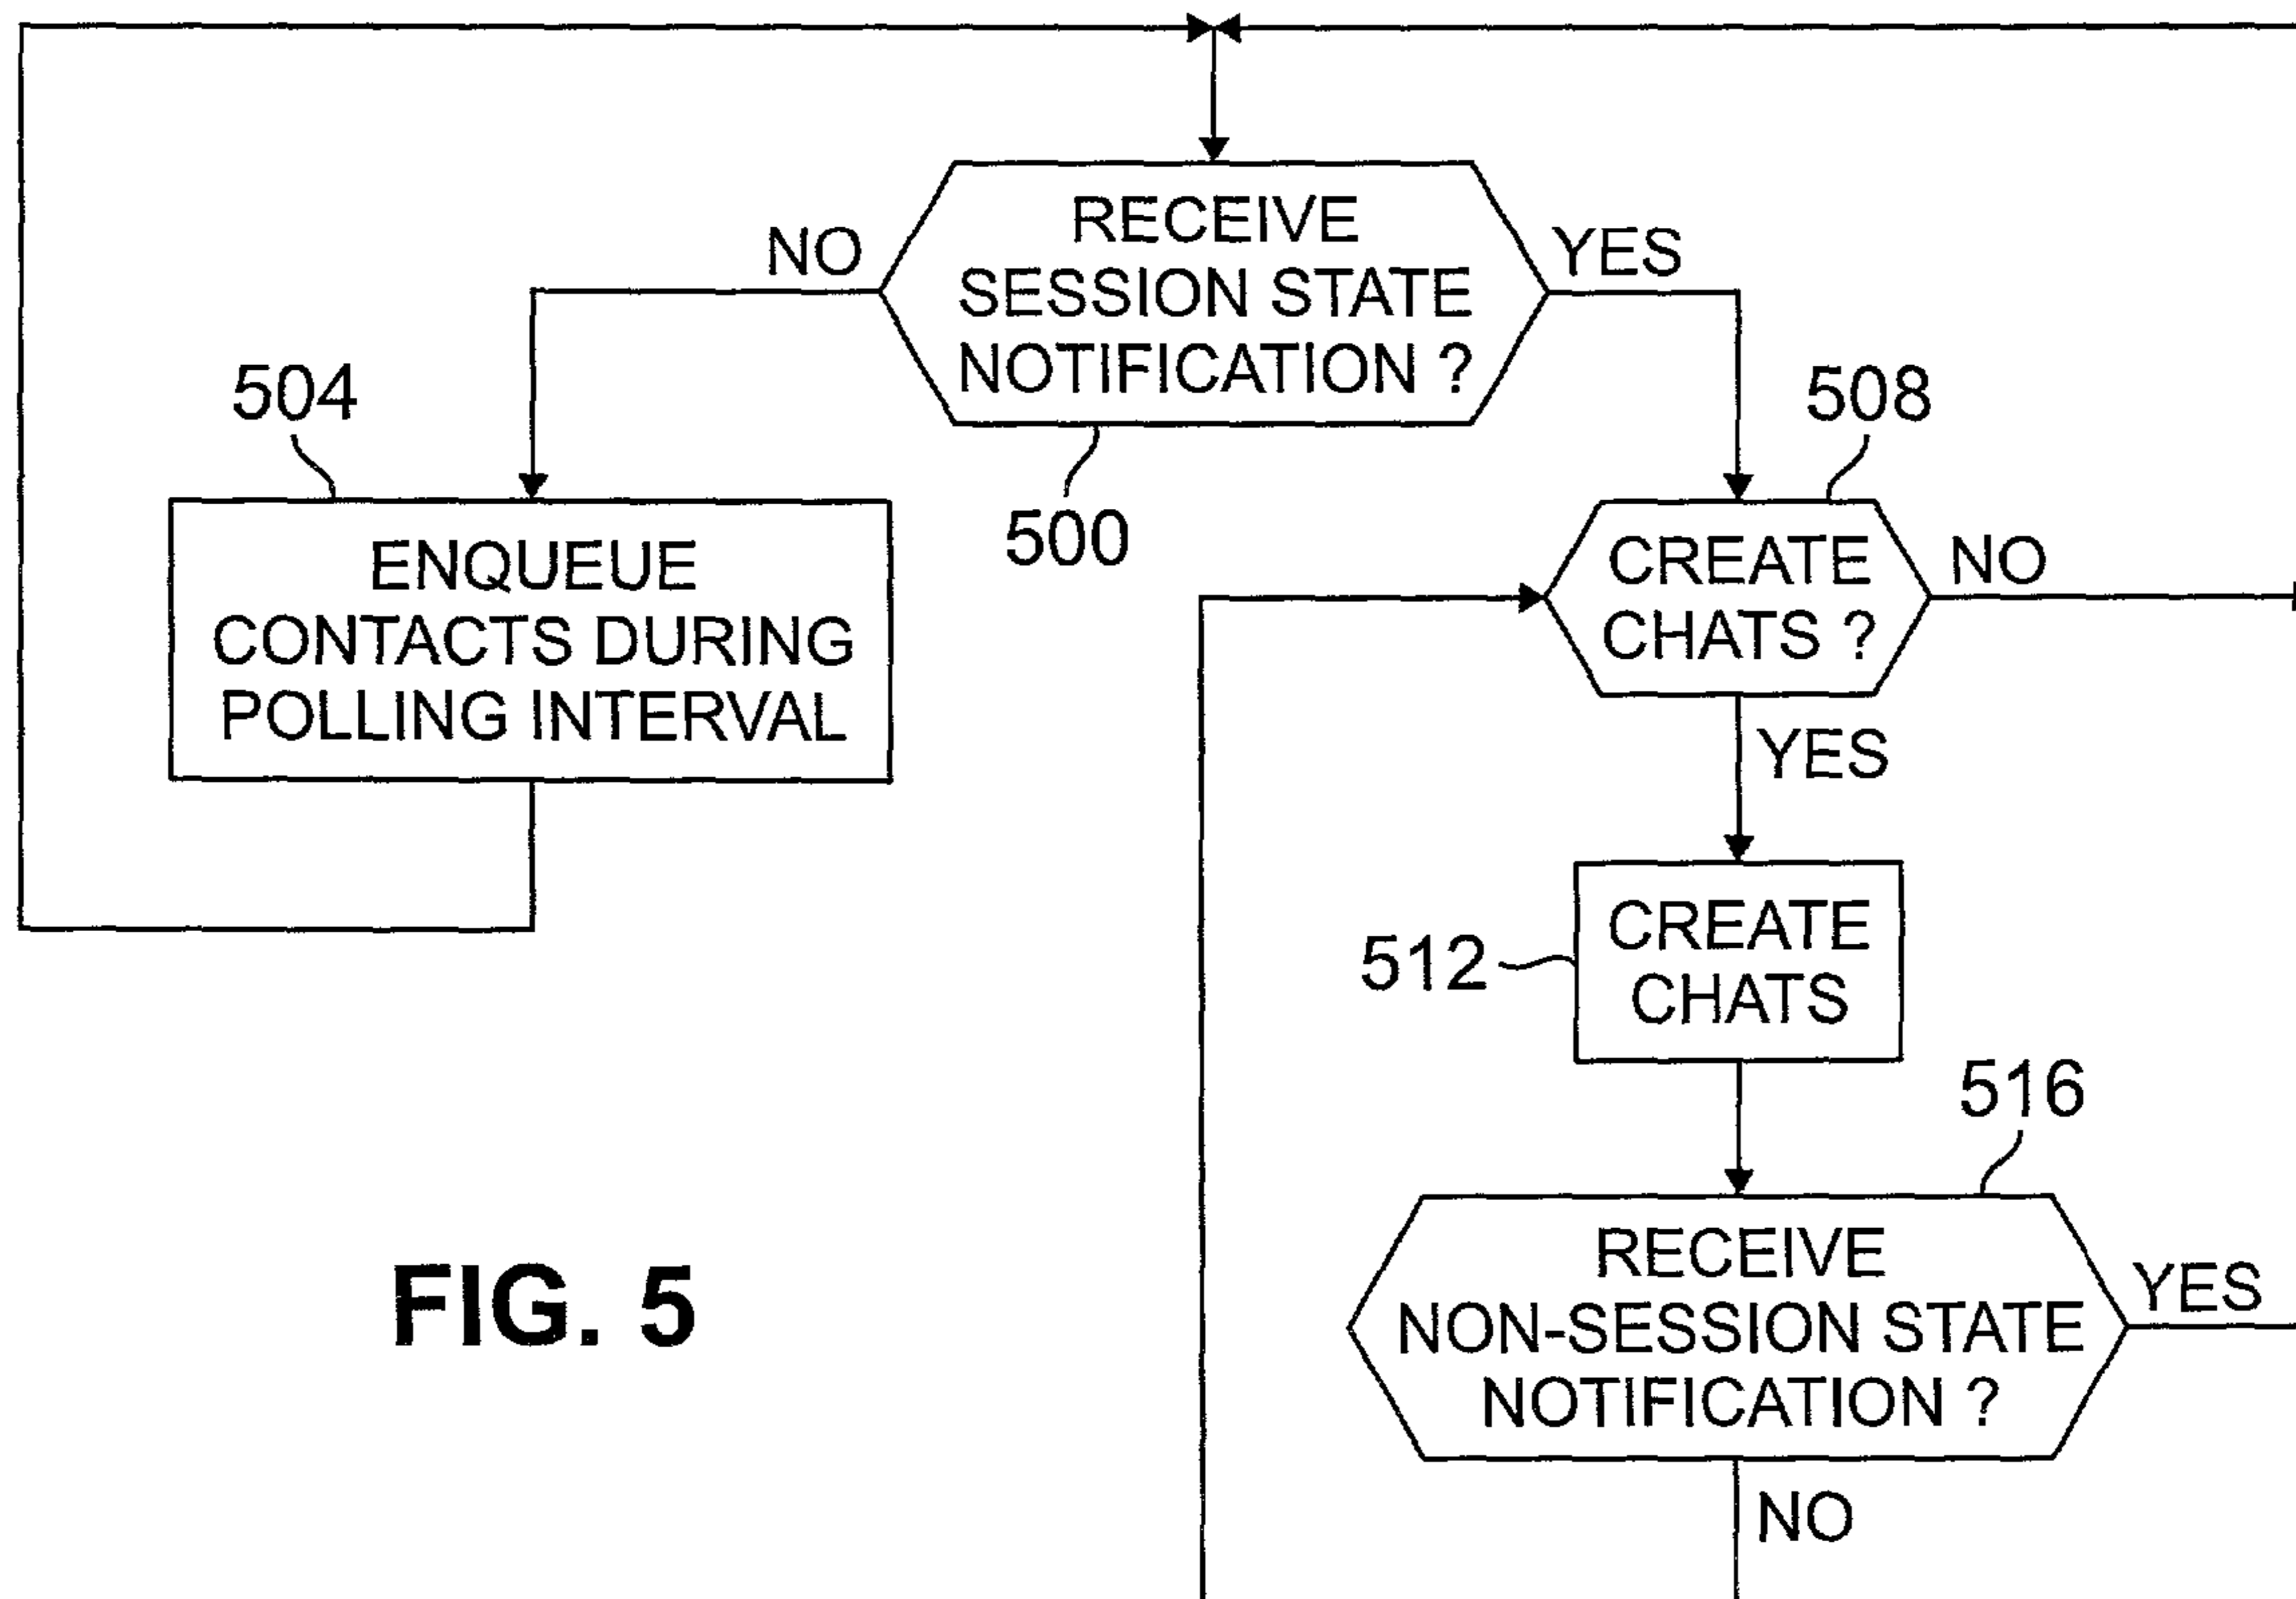 RECEIVE
SESSION STATE
NOTIFICATION ?
NO
YES
500
504
ENQUEUE
CONTACTS DURING
POLLING INTERVAL
508
CREATE
CHATS ?
NO
YES
512
CREATE
CHATS
516
RECEIVE
NON-SESSION STATE
NOTIFICATION ?
YES
NO
FIG. 5